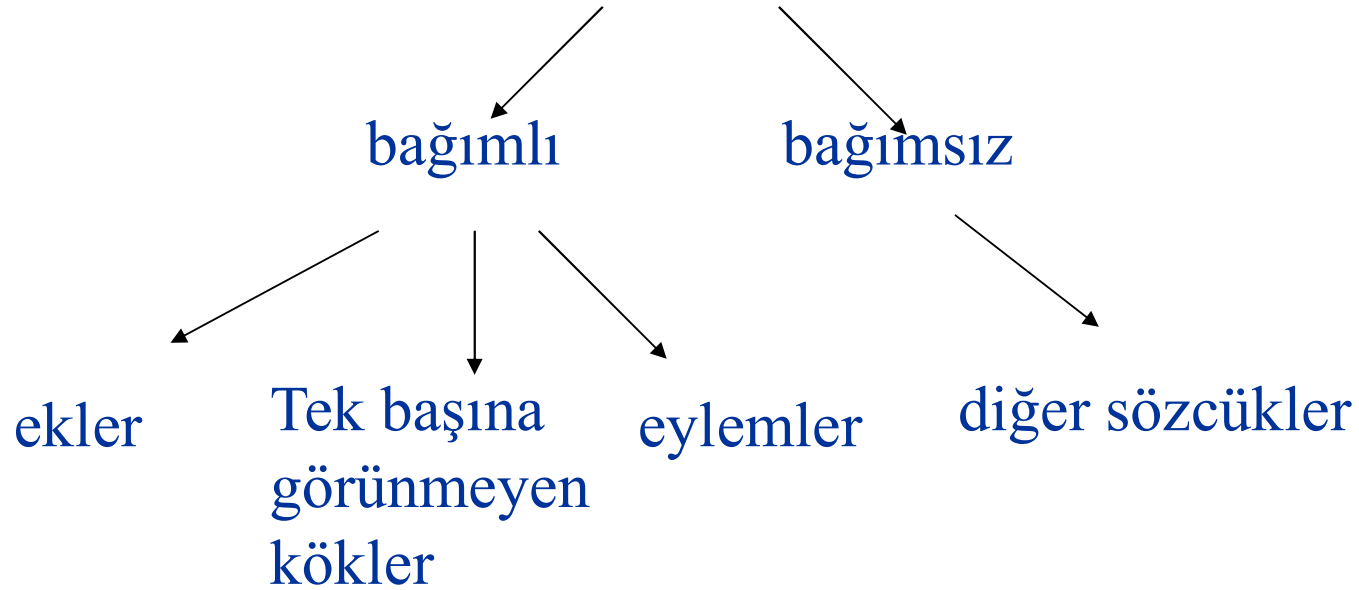 bağımlı
bağımsız
ekler
Tek başına
görünmeyen
kökler
eylemler
diğer sözcükler